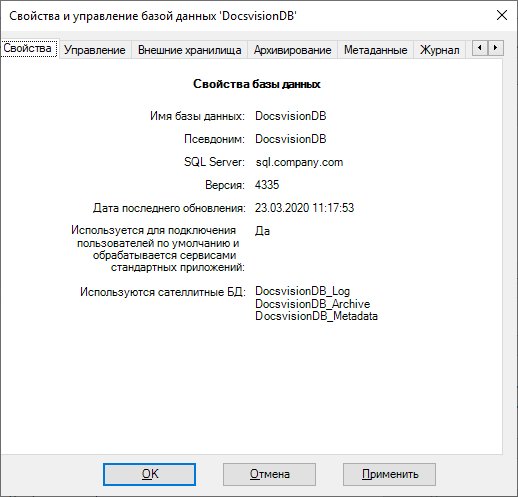 Свойства и управление базой данных 'DocsvisionDB'
Свойства Управление Внешние хранилища Архивирование Метаданные Журнал
Свойства базы данных
Имя базы данных: DocsvisionDB
Псевдоним: DocsvisionDB
SQL Server: sql.company.com
Версия: 4335
Дата последнего обновления: 23.03.2020 11:17:53
Используется для подключения Да
пользователей по умолчанию и
обрабатывается сервисами
стандартных приложений:
Используются сателлитные БД: DocsvisionDB_Log
DocsvisionDB_Archive
DocsvisionDB_Metadata
OK Отмена Применить